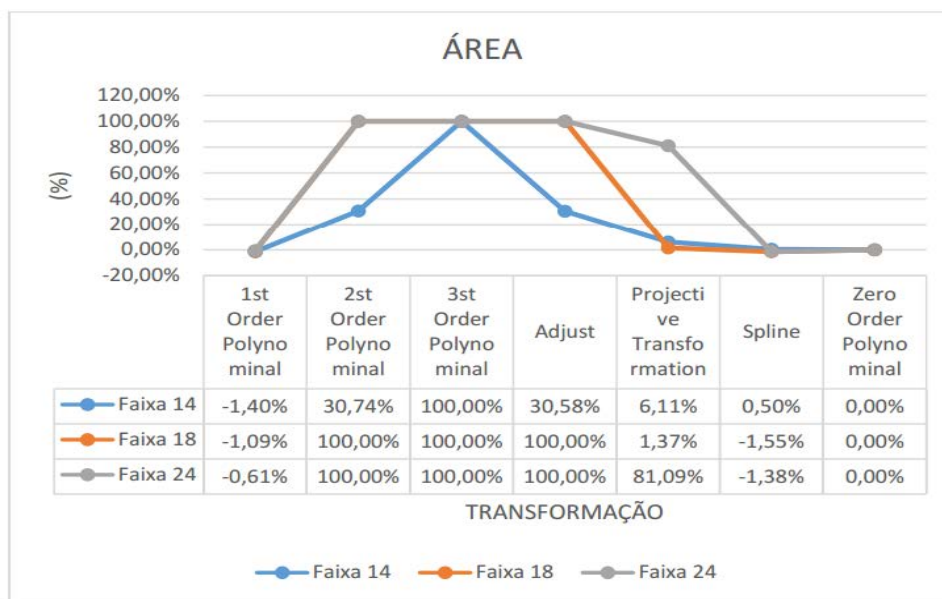 ÁREA
120,00%
100,00%
80,00%
60,00%
40,00%
20,00%
0,00%
-20,00%
(%)
1st
Order
Polyno
minal
2st
Order
Polyno
minal
3st
Order
Polyno
minal
Adjust
Projecti
ve
Transfo
rmation
Spline
Zero
Order
Polyno
minal
Faixa 14 -1,40% 30,74% 100,00% 30,58% 6,11% 0,50% 0,00%
Faixa 18 -1,09% 100,00% 100,00% 100,00% 1,37% -1,55% 0,00%
Faixa 24 -0,61% 100,00% 100,00% 100,00% 81,09% -1,38% 0,00%
TRANSFORMAÇÃO
Faixa 14 Faixa 18 Faixa 24